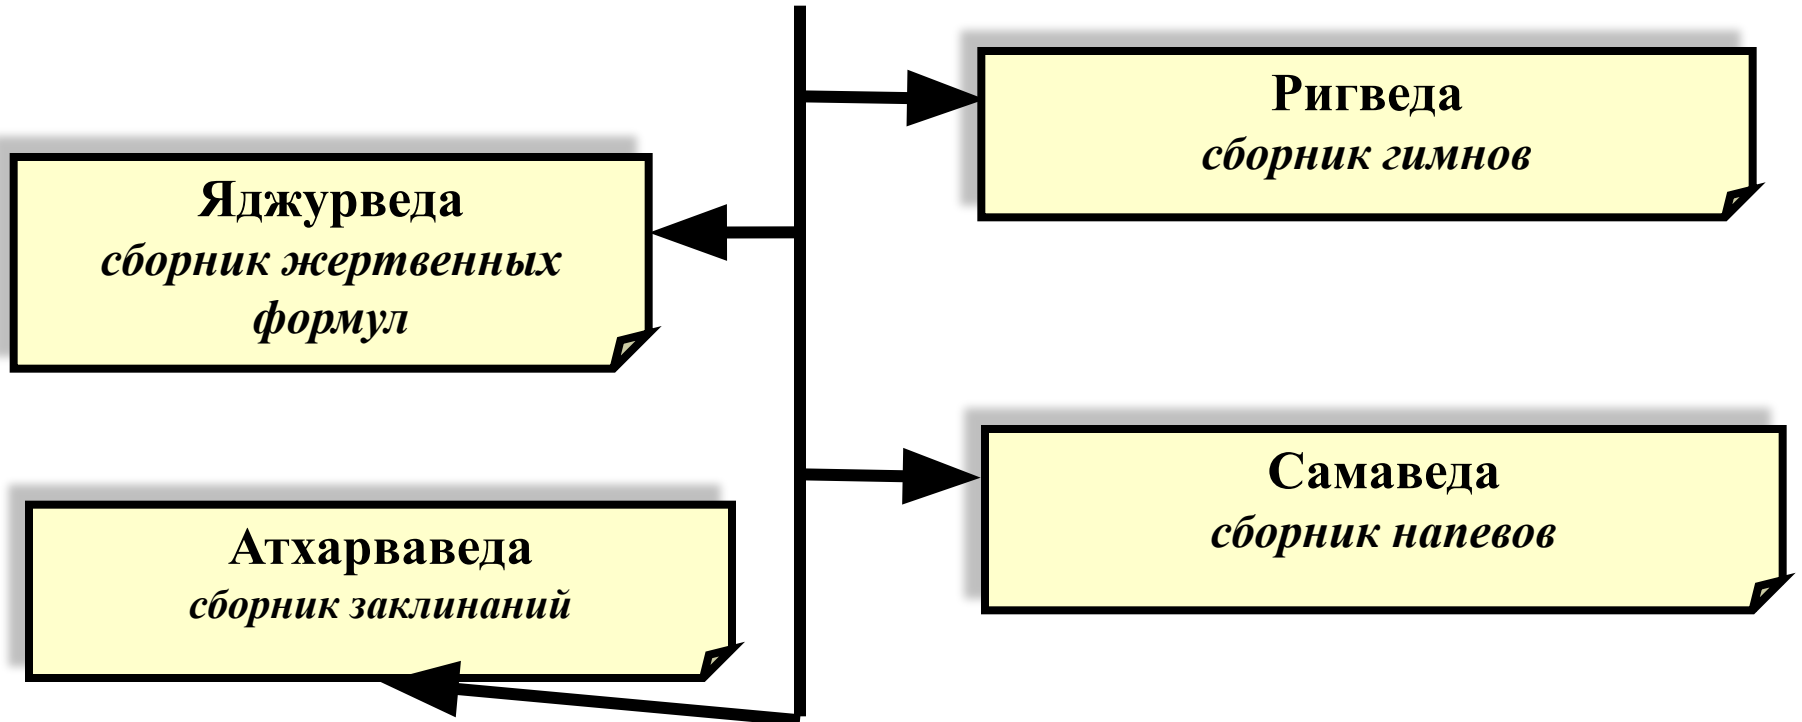 Ригведа
сборник гимнов
Яджурведа
сборник жертвенных
формул
Самаведа
сборник напевов
Атхарваведа
сборник заклинаний